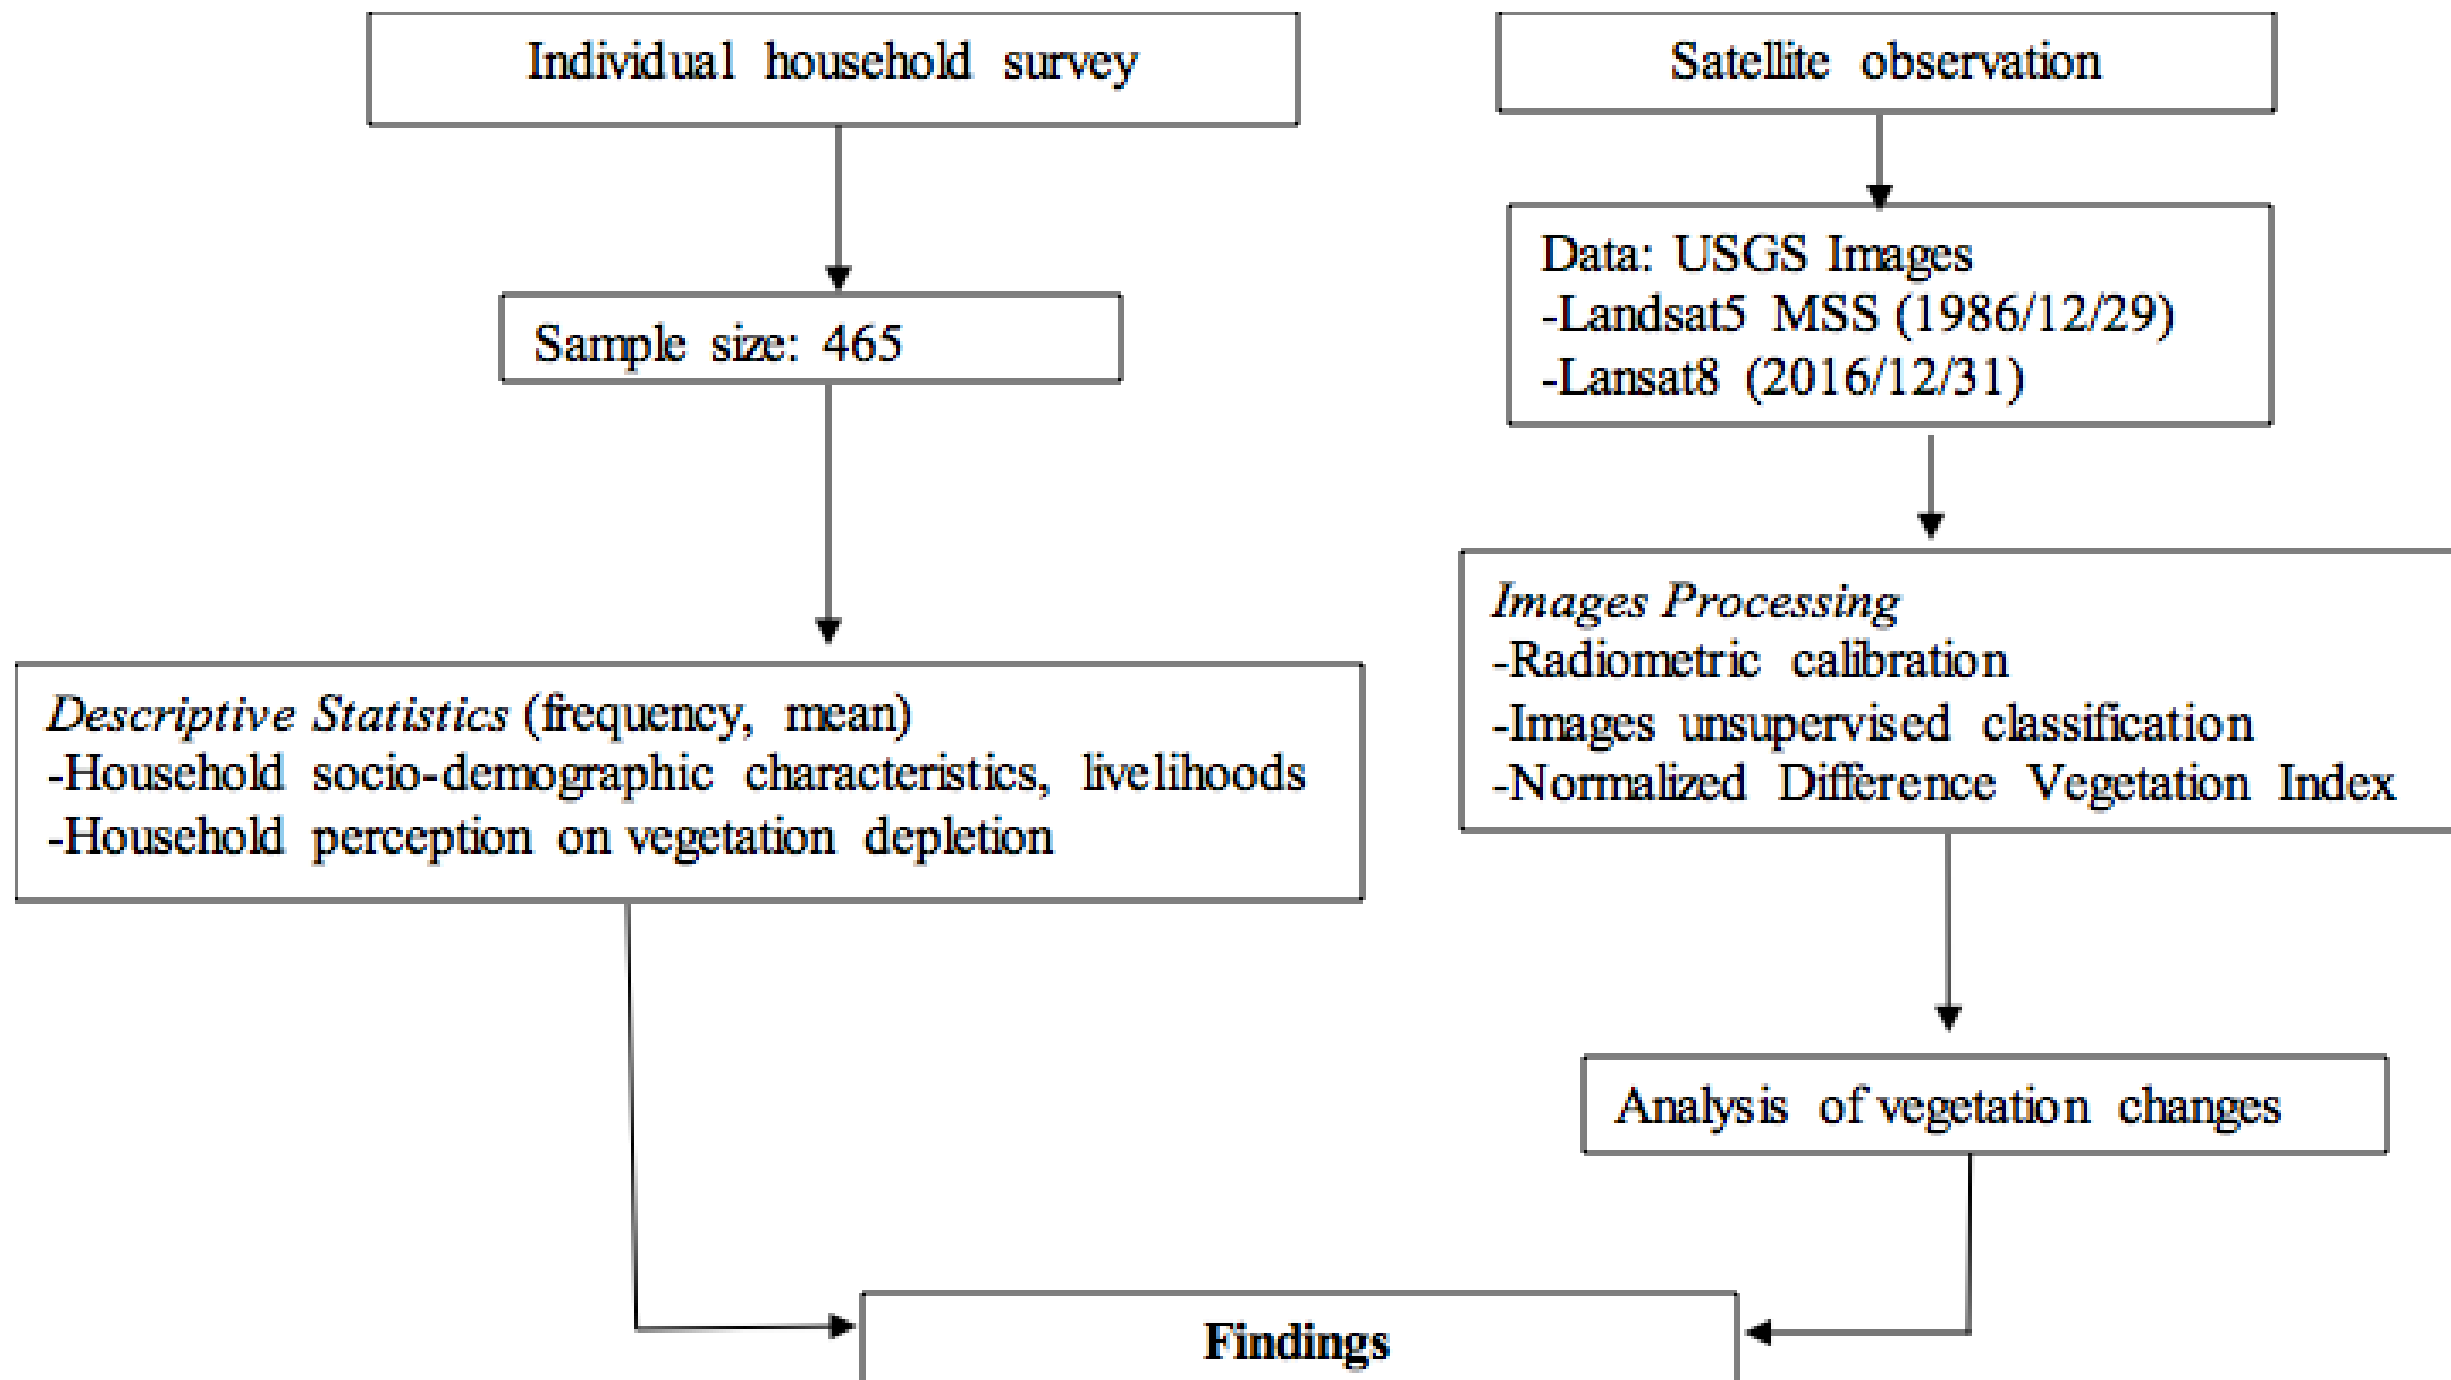 Individual household survey
Sample size: 465
Descriptive Statistics (frequency, mean)
-Household socio-demographic characteristics, livelihoods
-Household perception on vegetation depletion
Satellite observation
Data: USGS Images
-Landsat5 MSS (1986/12/29)
-Lansat8 (2016/12/31)
Images Processing
-Radiometric calibration
-Images unsupervised classification
-Normalized Difference Vegetation Index
Analysis of vegetation changes
Findings